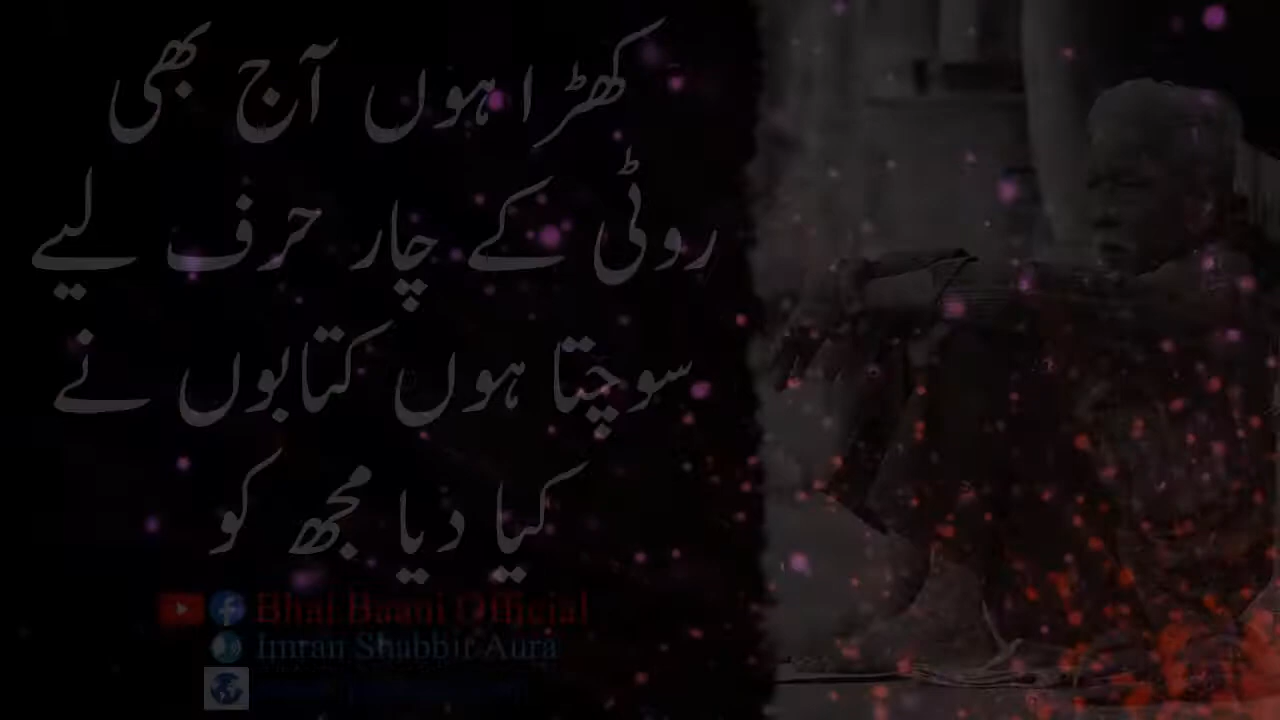 کھڑا ہوں آج بھی
روٹی کے چار حرف لیے
سوچتا ہوں کتابوں نے
کیا دیا مجھ کو
Bhai Baani Official
Imran Shabbir Aura